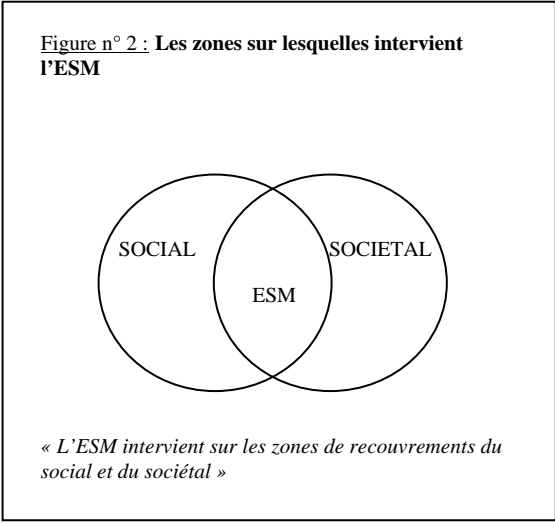 Figure n° 2 : Les zones sur lesquelles intervient
l'ESM
SOCIAL
SOCIETAL
ESM
« L'ESM intervient sur les zones de recouvrements du
social et du sociétal »